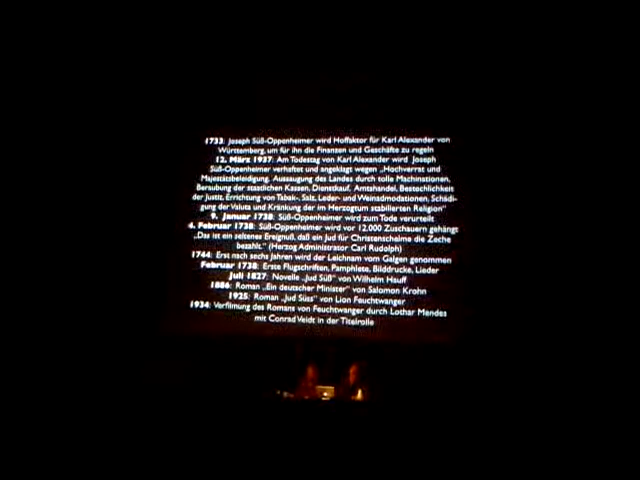 1733: Joseph Süß-Oppenheimer wird Hoffaktor für Karl Alexander von
Württemberg, um für ihn die Finanzen und Geschäfte zu regeln
12. März 1937: Am Todestag von Karl Alexander wird Joseph
Süß-Oppenheimer verhaftet und angeklagt wegen „Hochverrat und
Majestätsbeleidigung, Aussaugung des Landes durch tolle Machinationen,
Beraubung der staatlichen Kassen, Dienstkauf, Amtshandel, Bestechlichkeit
der Justiz, Errichtung von Tabak-, Salz, Leder- und Weinadmodationen, Schädi-
gung der Valuta und Kränkung der im Herzogtum stabilierten Religion"
9. Januar 1738: Süß-Oppenheimer wird zum Tode verurteilt
4. Februar 1738: Süß-Oppenheimer wird vor 12.000 Zuschauern gehängt
„Das ist ein seltenes Ereignuß, daß ein Jud für Christenschelme die Zeche
bezahlt." (Herzog Administrator Carl Rudolph)
1744: Erst nach sechs Jahren wird der Leichnam vom Galgen genommen
Februar 1738: Erste Flugschriften, Pamphlete, Bilddrucke, Lieder
Juli 1827: Novelle „Jud Süß" von Wilhelm Hauff
1886: Roman „Ein deutscher Minister" von Salomon Krohn
1925: Roman „Jud Süss" von Lion Feuchtwanger
1934: Verfilmung des Romans von Feuchtwanger durch Lothar Mendes
mit Conrad Veidt in der Titelrolle